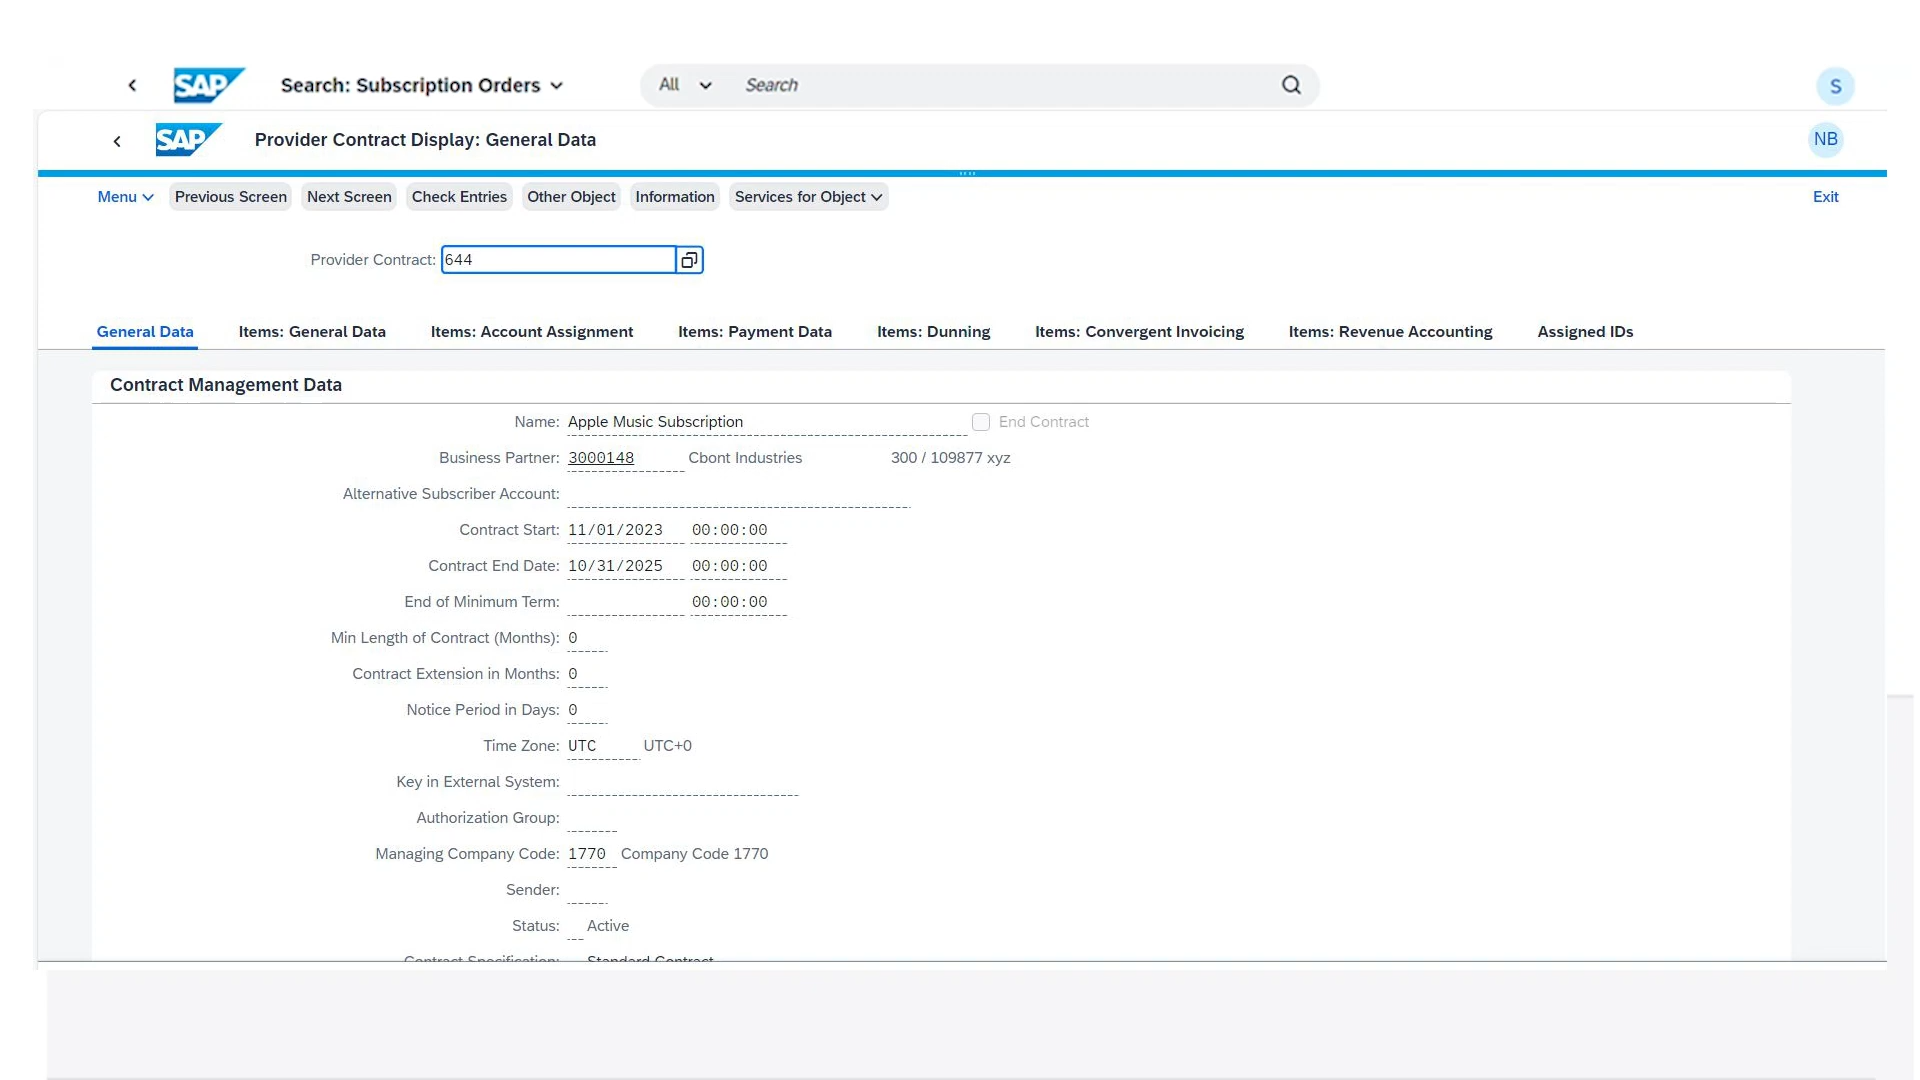 SAP Search: Subscription Orders All Search S
SAP Provider Contract Display: General Data NB
Menu Previous Screen Next Screen Check Entries Other Object Information Services for Object Exit
Provider Contract: 644
General Data Items: General Data Items: Account Assignment Items: Payment Data Items: Dunning Items: Convergent Invoicing Items: Revenue Accounting Assigned IDs
Contract Management Data
Name: Apple Music Subscription End Contract
Business Partner: 3000148 Cbont Industries 300 / 109877 xyz
Alternative Subscriber Account:
Contract Start: 11/01/2023 00:00:00
Contract End Date: 10/31/2025 00:00:00
End of Minimum Term: 00:00:00
Min Length of Contract (Months): 0
Contract Extension in Months: 0
Notice Period in Days: 0
Time Zone: UTC UTC+0
Key in External System:
Authorization Group:
Managing Company Code: 1770 Company Code 1770
Sender:
Status: Active
Contract Specification: Standard Contract